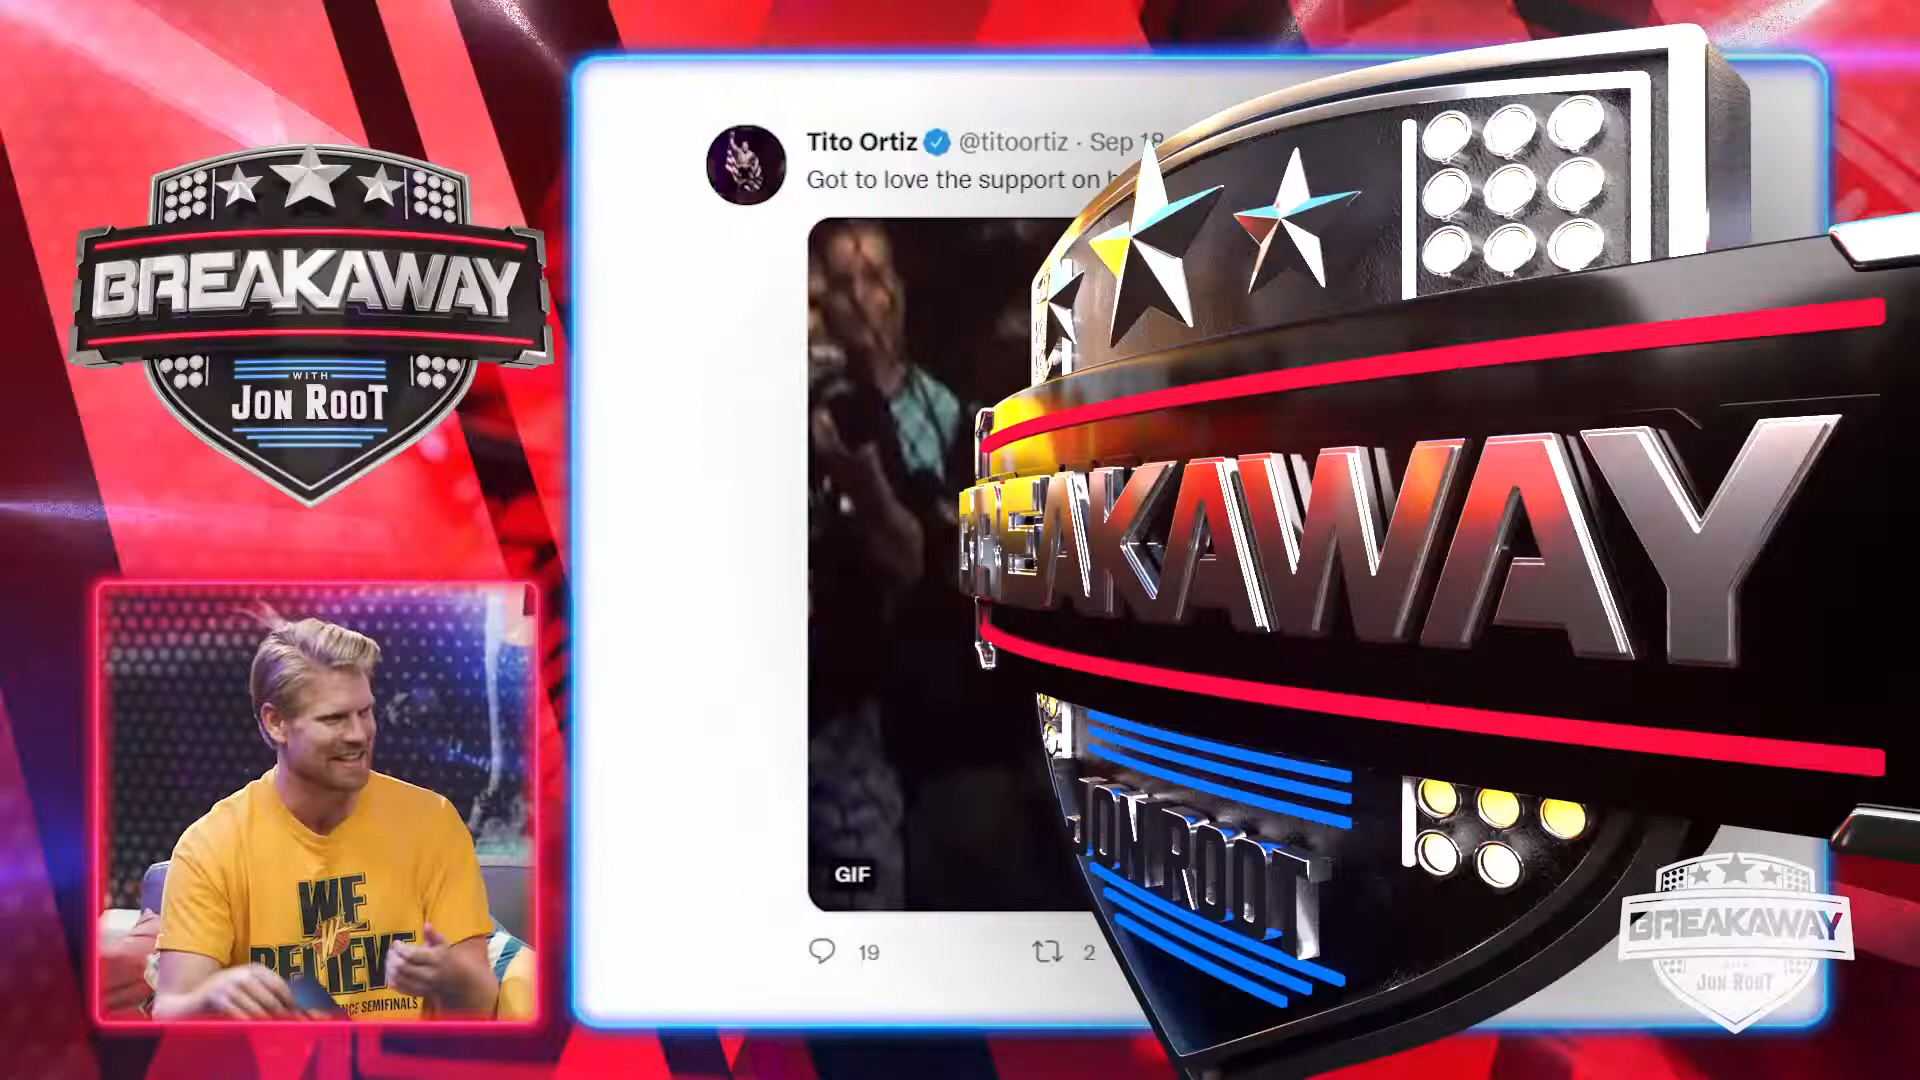 BREAKAWAY
WITH
JON ROOT
Tito Ortiz @titoortiz · Sep 18
Got to love the support on
GIF
19
2
BREAKAWAY
JON ROOT
WE
BELIEVE
SEMIFINALS
BREAKAWAY
WITH
JON ROOT